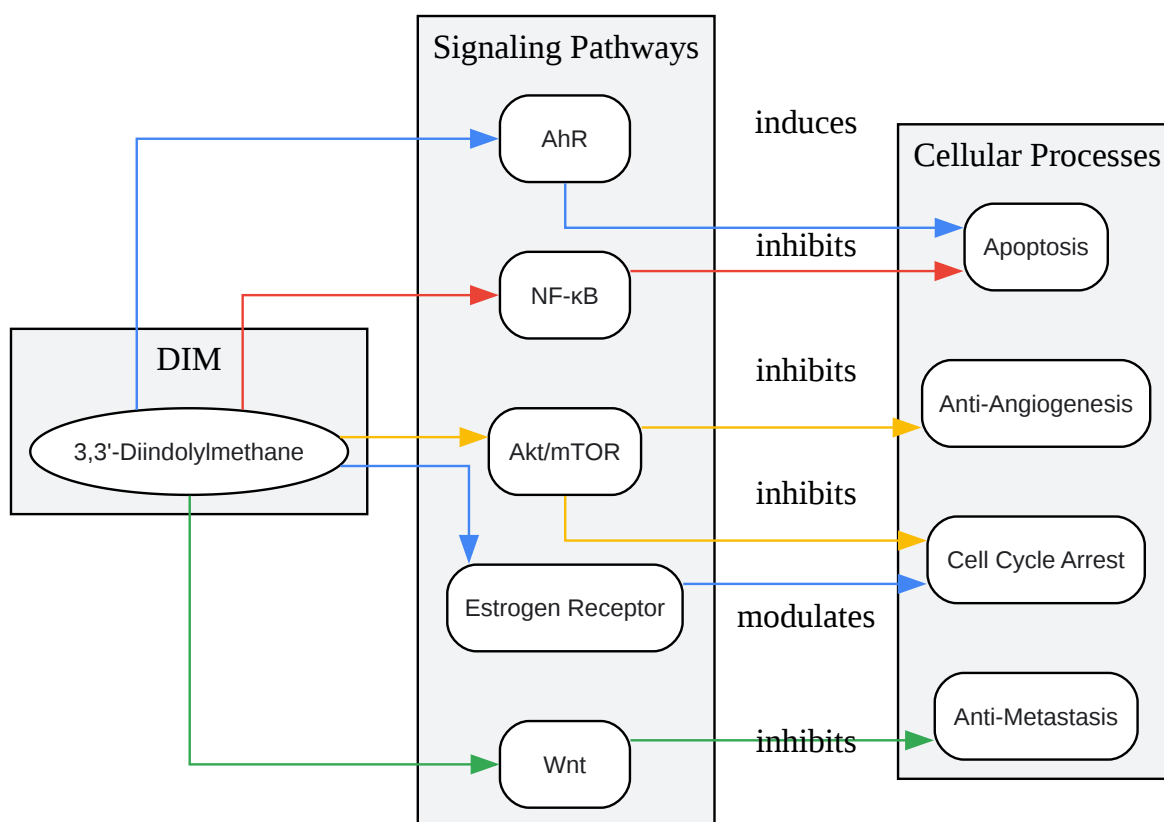 Signaling Pathways
AhR
induces
Cellular Processes
Apoptosis
inhibits
NF-κB
DIM
3,3'-Diindolylmethane
inhibits
Anti-Angiogenesis
Akt/mTOR
inhibits
Cell Cycle Arrest
Estrogen Receptor
modulates
Anti-Metastasis
inhibits
Wnt